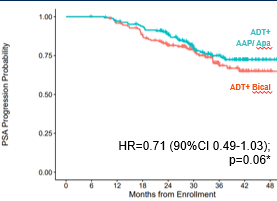 PSA Progression Probability
1.00
0.75
0.50
0.25
0.00
ADT+
AAP/ Apa
ADT+ Bical
HR=0.71 (90%CI 0.49-1.03);
p=0.06*
0 6 12 18 24 30 36 42 48
Months from Enrollment